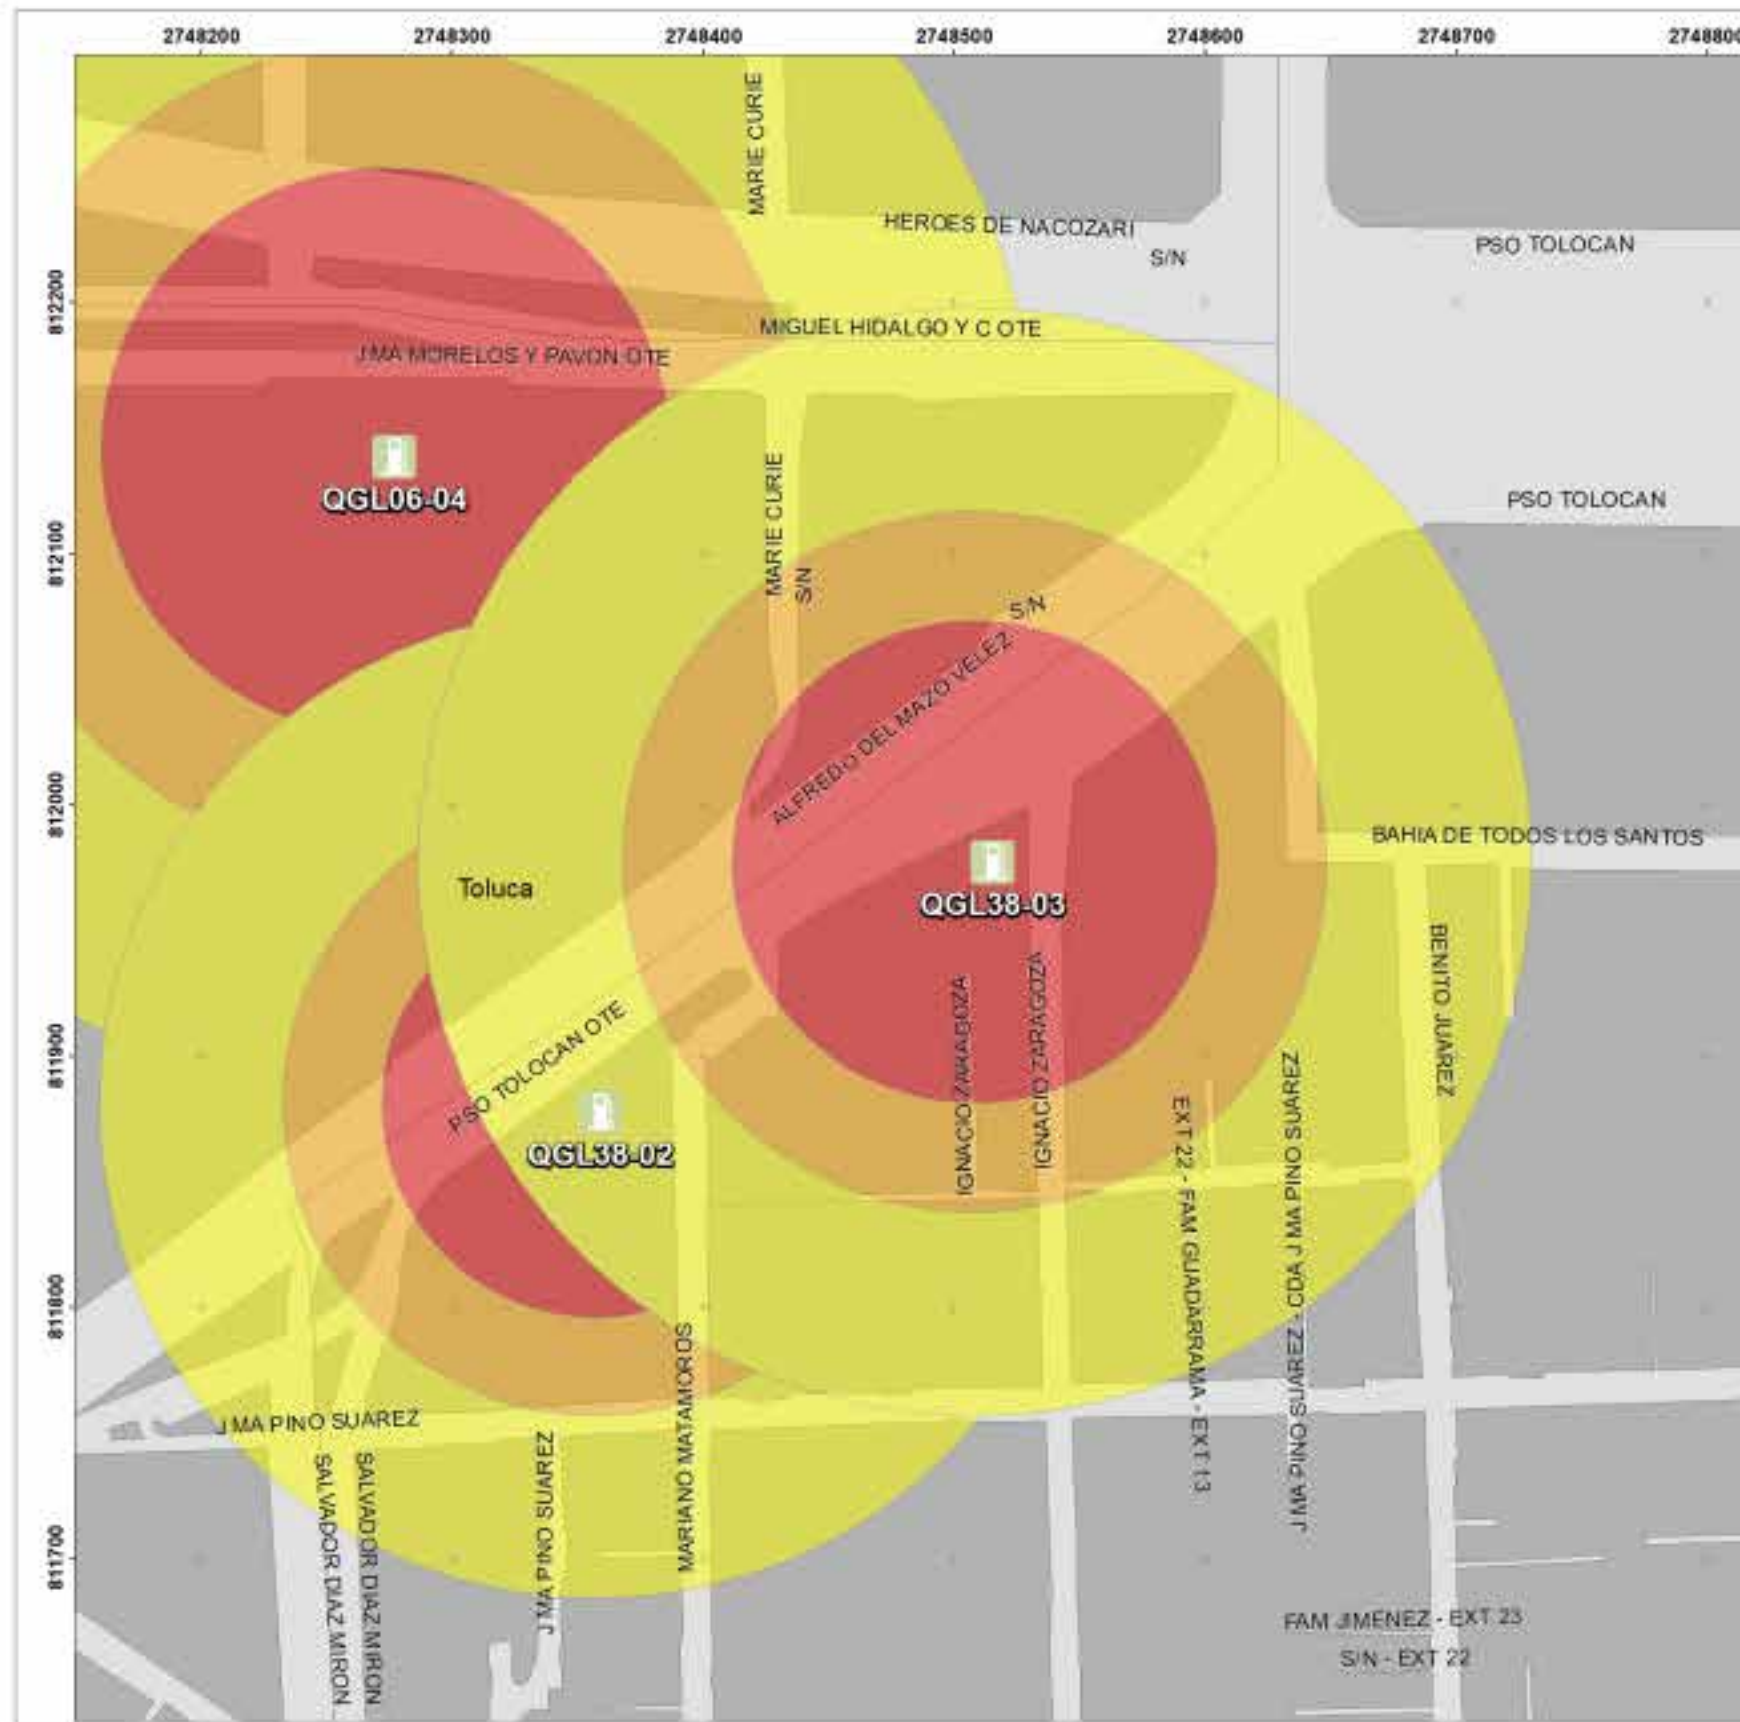 2748200 2748300 2748400 2748500 2748600 2748700 2748800
MARIE CURIE
HEROES DE NACOZARI
S/N
PSO TOLOCAN
812200
MIGUEL HIDALGO Y C OTE
J MA MORELOS Y PAVON OTE
QGL06-04
PSO TOLOCAN
812100
MARIE CURIE
S/N
S/N
ALFREDO DEL MAZO VELEZ
812000
BAHIA DE TODOS LOS SANTOS
Toluca
QGL38-03
BENITO JUAREZ
IGNACIO ZARAGOZA
IGNACIO ZARAGOZA
811900
PSO TOLOCAN OTE
QGL38-02
EXT 22 - FAM GUADARRAMA - EXT 13
J MA PINO SUAREZ - CDA J MA PINO SUAREZ
811800
MARIANO MATAMOROS
J MA PINO SUAREZ
SALVADOR DIAZ MIRON
SALVADOR DIAZ MIRON
J MA PINO SUAREZ
811700
FAM JIMENEZ - EXT 23
S/N - EXT 22